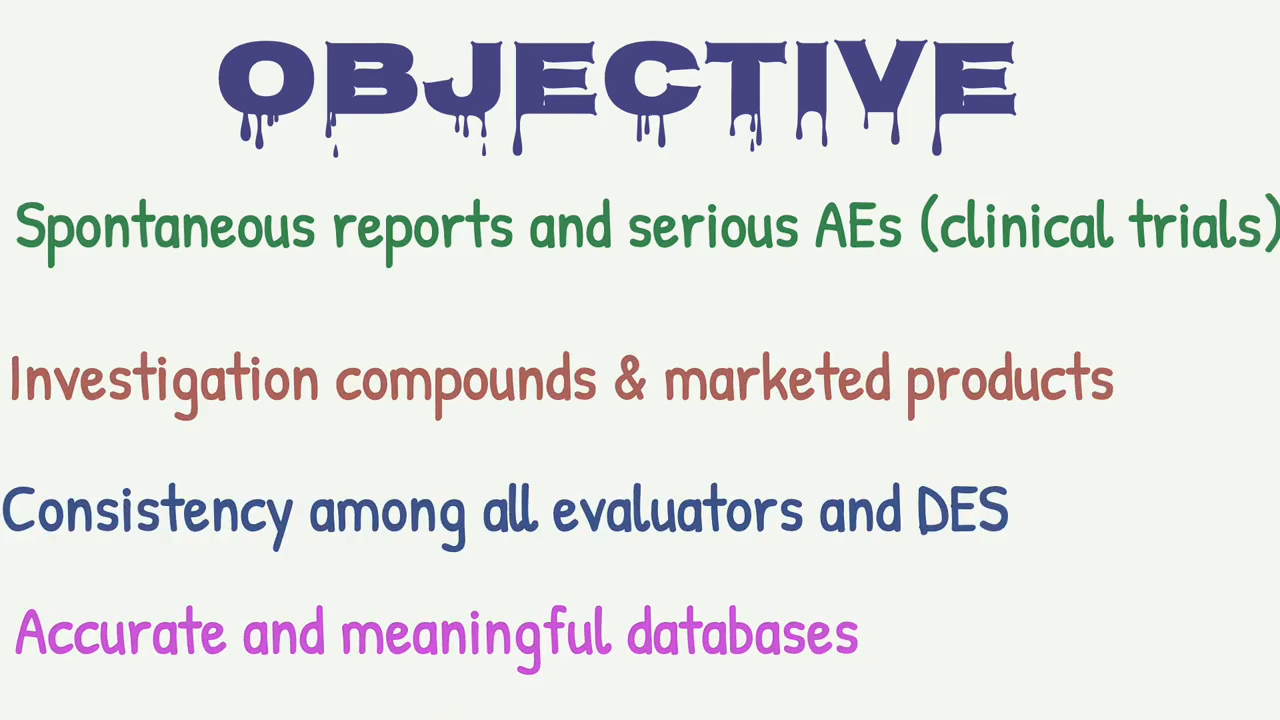 OBJECTIVE
Spontaneous reports and serious AEs (clinical trials)
Investigation compounds & marketed products
Consistency among all evaluators and DES
Accurate and meaningful databases